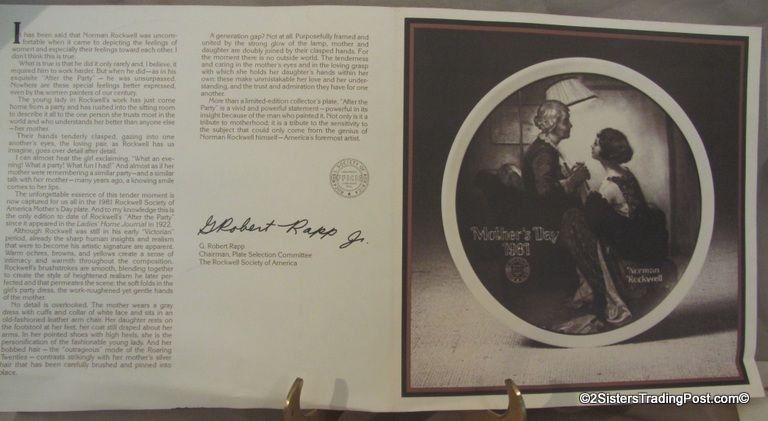 It has been said that Norman Rockwell was uncom-
fortable when it came to depicting the feelings of
women and especially their feelings toward each other. I
don't think this is true.
What is true is that he did it only rarely and, I believe, it
required him to work harder. But when he did—as in his
exquisite "After the Party" — he was unsurpassed.
Nowhere are these special feelings better expressed,
even by the women painters of our century.
The young lady in Rockwell's work has just come
home from a party and has rushed into the sitting room
to describe it all to the one person she trusts most in the
world and who understands her better than anyone else
—her mother.
Their hands tenderly clasped, gazing into one
another's eyes, the loving pair, as Rockwell has us
imagine, goes over detail after detail.
I can almost hear the girl exclaiming, "What an eve-
ning! What a party! What fun I had!" And almost as if her
mother were remembering a similar party—and a similar
talk with her mother— many years ago, a knowing smile
comes to her lips.
The unforgettable essence of this tender moment is
now captured for us all in the 1981 Rockwell Society of
America Mother's Day plate. And to my knowledge this is
the only edition to date of Rockwell's "After the Party"
since it appeared in the Ladies' Home Journal in 1922.
Although Rockwell was still in his early "Victorian"
period, already the sharp human insights and realism
that were to become his artistic signature are apparent.
Warm ochres, browns, and yellows create a sense of
intimacy and warmth throughout the composition.
Rockwell's brushstrokes are smooth, blending together
to create the style of heightened realism he later per-
fected and that permeates the scene: the soft folds in the
girl's party dress, the work-roughened yet gentle hands
of the mother.
No detail is overlooked. The mother wears a gray
dress with cuffs and collar of white lace and sits in an
old-fashioned leather arm chair. Her daughter rests on
the footstool at her feet, her coat still draped about her
arms. In her pointed shoes with high heels, she is the
personification of the fashionable young lady. And her
bobbed hair — the "outrageous" mode of the Roaring
Twenties — contrasts strikingly with her mother's silver
hair that has been carefully brushed and pinned into
place.
A generation gap? Not at all. Purposefully framed and
united by the strong glow of the lamp, mother and
daughter are doubly joined by their clasped hands. For
the moment there is no outside world. The tenderness
and caring in the mother's eyes and in the loving grasp
with which she holds her daughter's hands within her
own: these make unmistakable her love and her under-
standing, and the trust and admiration they have for one
another.
More than a limited-edition collector's plate, "After the
Party" is a vivid and powerful statement—powerful in its
insight because of the man who painted it. Not only is it a
tribute to motherhood; it is a tribute to the sensitivity to
the subject that could only come from the genius of
Norman Rockwell himself—America's foremost artist.
G Robert Rapp Jr.
G. Robert Rapp
Chairman, Plate Selection Committee
The Rockwell Society of America
Mother's Day
1981
Norman
Rockwell
©2SistersTradingPost.com©